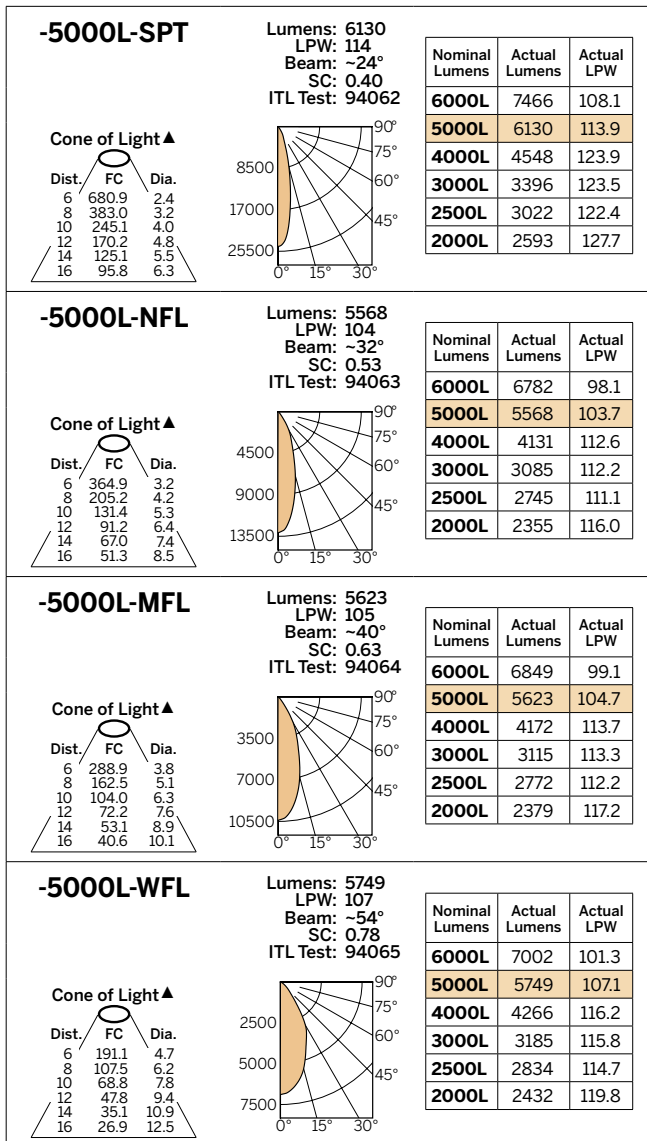 -5000L-SPT
Lumens: 6130
LPW: 114
Beam: ~24°
SC: 0.40
ITL Test: 94062
Cone of Light▲
Dist. FC Dia.
6 680.9 2.4
8 383.0 3.2
10 245.1 4.0
12 170.2 4.8
14 125.1 5.5
16 95.8 6.3
8500
17000
25500
0° 15° 30°
45°
60°
75°
90°
Nominal Lumens Actual Lumens Actual LPW
6000L 7466 108.1
5000L 6130 113.9
4000L 4548 123.9
3000L 3396 123.5
2500L 3022 122.4
2000L 2593 127.7
-5000L-NFL
Lumens: 5568
LPW: 104
Beam: ~32°
SC: 0.53
ITL Test: 94063
Cone of Light▲
Dist. FC Dia.
6 364.9 3.2
8 205.2 4.2
10 131.4 5.3
12 91.2 6.4
14 67.0 7.4
16 51.3 8.5
4500
9000
13500
0° 15° 30°
45°
60°
75°
90°
Nominal Lumens Actual Lumens Actual LPW
6000L 6782 98.1
5000L 5568 103.7
4000L 4131 112.6
3000L 3085 112.2
2500L 2745 111.1
2000L 2355 116.0
-5000L-MFL
Lumens: 5623
LPW: 105
Beam: ~40°
SC: 0.63
ITL Test: 94064
Cone of Light▲
Dist. FC Dia.
6 288.9 3.8
8 162.5 5.1
10 104.0 6.3
12 72.2 7.6
14 53.1 8.9
16 40.6 10.1
3500
7000
10500
0° 15° 30°
45°
60°
75°
90°
Nominal Lumens Actual Lumens Actual LPW
6000L 6849 99.1
5000L 5623 104.7
4000L 4172 113.7
3000L 3115 113.3
2500L 2772 112.2
2000L 2379 117.2
-5000L-WFL
Lumens: 5749
LPW: 107
Beam: ~54°
SC: 0.78
ITL Test: 94065
Cone of Light▲
Dist. FC Dia.
6 191.1 4.7
8 107.5 6.2
10 68.8 7.8
12 47.8 9.4
14 35.1 10.9
16 26.9 12.5
2500
5000
7500
0° 15° 30°
45°
60°
75°
90°
Nominal Lumens Actual Lumens Actual LPW
6000L 7002 101.3
5000L 5749 107.1
4000L 4266 116.2
3000L 3185 115.8
2500L 2834 114.7
2000L 2432 119.8